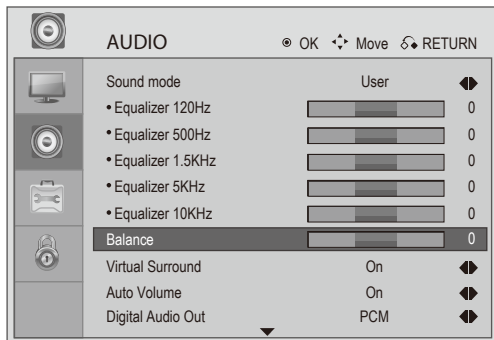 AUDIO OK Move RETURN
Sound mode User
• Equalizer 120Hz 0
• Equalizer 500Hz 0
• Equalizer 1.5KHz 0
• Equalizer 5KHz 0
• Equalizer 10KHz 0
Balance 0
Virtual Surround On
Auto Volume On
Digital Audio Out PCM